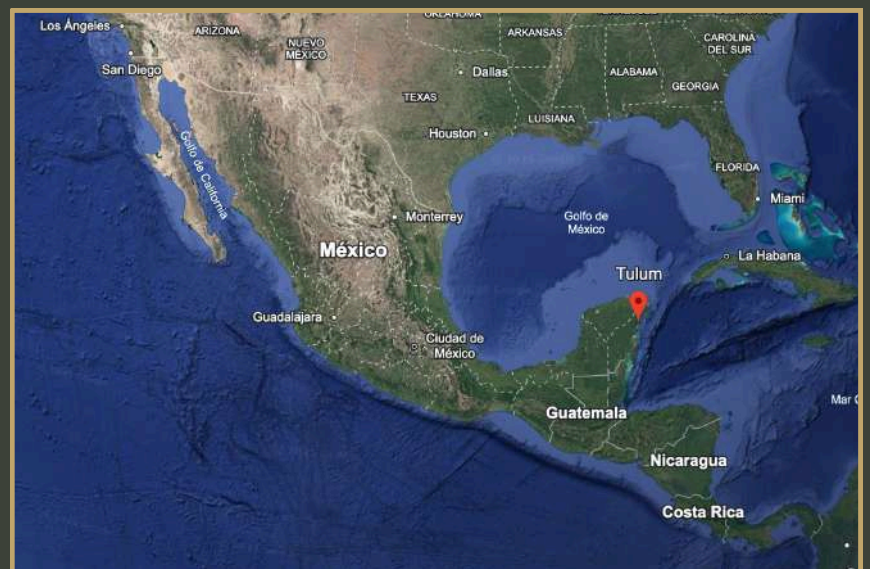 OKLAHOMA
Los Ángeles
ARIZONA
NUEVO
MÉXICO
ARKANSAS
CAROLINA
DEL SUR
San Diego
Dallas
ALABAMA
GEORGIA
TEXAS
LUISIANA
Houston
Golfo de California
FLORIDA
Miami
Monterrey
Golfo de
México
México
La Habana
Tulum
Guadalajara
Ciudad de
México
Mar
Guatemala
Nicaragua
Costa Rica